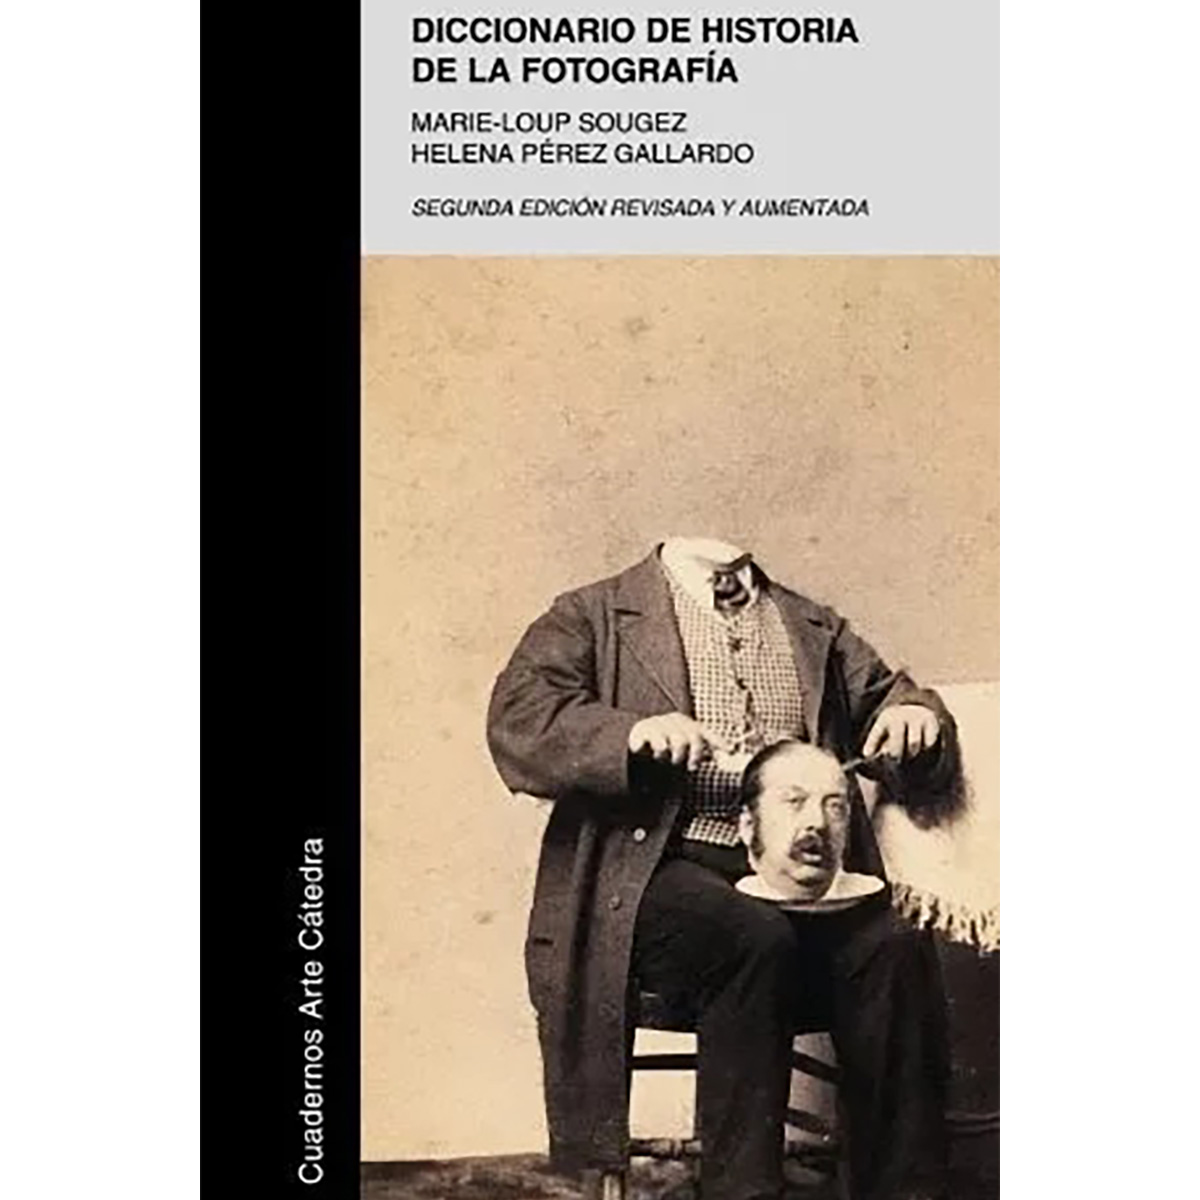 DICCIONARIO DE HISTORIA
DE LA FOTOGRAFÍA
MARIE-LOUP SOUGEZ
HELENA PÉREZ GALLARDO
SEGUNDA EDICIÓN REVISADA Y AUMENTADA
Cuadernos Arte Cátedra